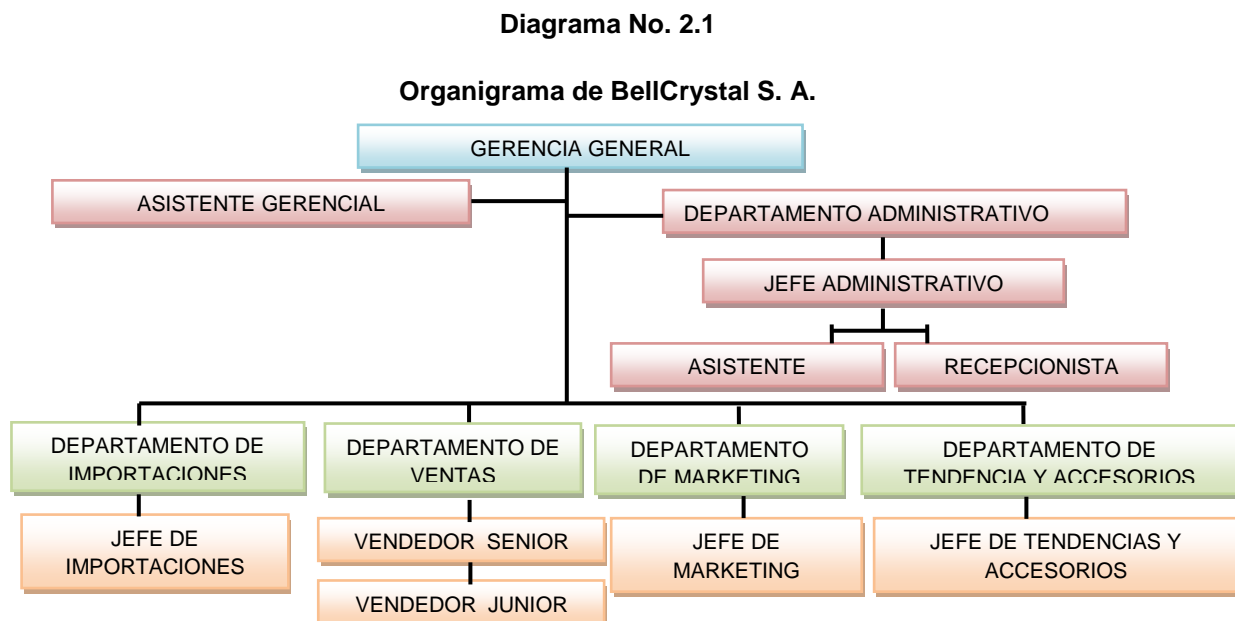 Diagrama No. 2.1
Organigrama de BellCrystal S. A.
GERENCIA GENERAL
ASISTENTE GERENCIAL
DEPARTAMENTO ADMINISTRATIVO
JEFE ADMINISTRATIVO
ASISTENTE
RECEPCIONISTA
DEPARTAMENTO DE
IMPORTACIONES
DEPARTAMENTO DE
VENTAS
DEPARTAMENTO
DE MARKETING
DEPARTAMENTO DE
TENDENCIA Y ACCESORIOS
JEFE DE
IMPORTACIONES
VENDEDOR SENIOR
VENDEDOR JUNIOR
JEFE DE
MARKETING
JEFE DE TENDENCIAS Y
ACCESORIOS